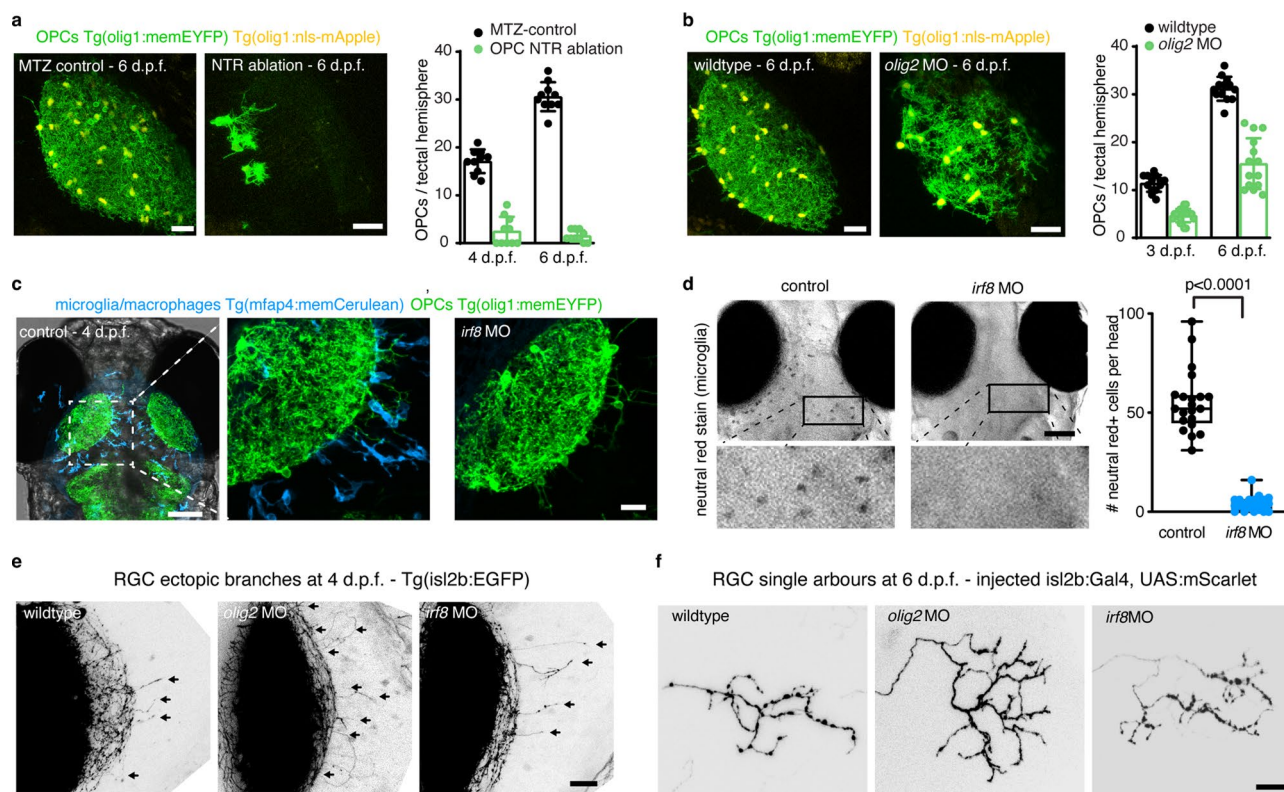 a
OPCs Tg(olig1:memEYFP) Tg(olig1:nls-mApple)
MTZ control - 6 d.p.f.
NTR ablation - 6 d.p.f.
MTZ-control
OPC NTR ablation
OPCs / tectal hemisphere
40
30
20
10
0
4 d.p.f.
6 d.p.f.
b
OPCs Tg(olig1:memEYFP) Tg(olig1:nls-mApple)
wildtype - 6 d.p.f.
olig2 MO - 6 d.p.f.
wildtype
olig2 MO
OPCs / tectal hemisphere
40
30
20
10
0
3 d.p.f.
6 d.p.f.
c
,
microglia/macrophages Tg(mfap4:memCerulean) OPCs Tg(olig1:memEYFP)
control - 4 d.p.f.
irf8 MO
d
control
irf8 MO
neutral red stain (microglia)
p<0.0001
# neutral red+ cells per head
100
50
0
control
irf8 MO
e
RGC ectopic branches at 4 d.p.f. - Tg(isl2b:EGFP)
wildtype
olig2 MO
irf8 MO
f
RGC single arbours at 6 d.p.f. - injected isl2b:Gal4, UAS:mScarlet
wildtype
olig2 MO
irf8MO